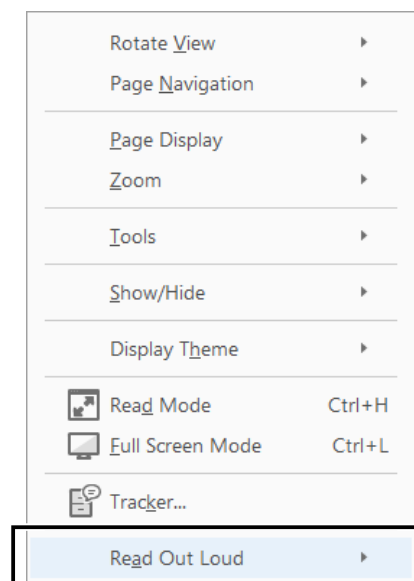 Rotate View
Page Navigation
Page Display
Zoom
Tools
Show/Hide
Display Theme
Read Mode Ctrl+H
Full Screen Mode Ctrl+L
Tracker...
Read Out Loud